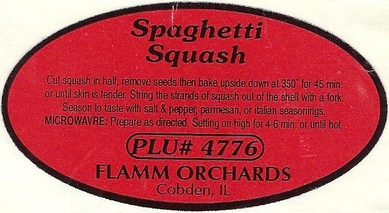 Spaghetti
Squash
Cut squash in half, remove seeds then bake upside down at 350° for 45 min.
or until skin is tender. String the strands of squash out of the shell with a fork.
Season to taste with salt & pepper, parmesan, or italian seasonings.
MICROWAVRE: Prepare as directed. Setting on high for 4-6 min. or until hot.
PLU# 4776
FLAMM ORCHARDS
Cobden, IL